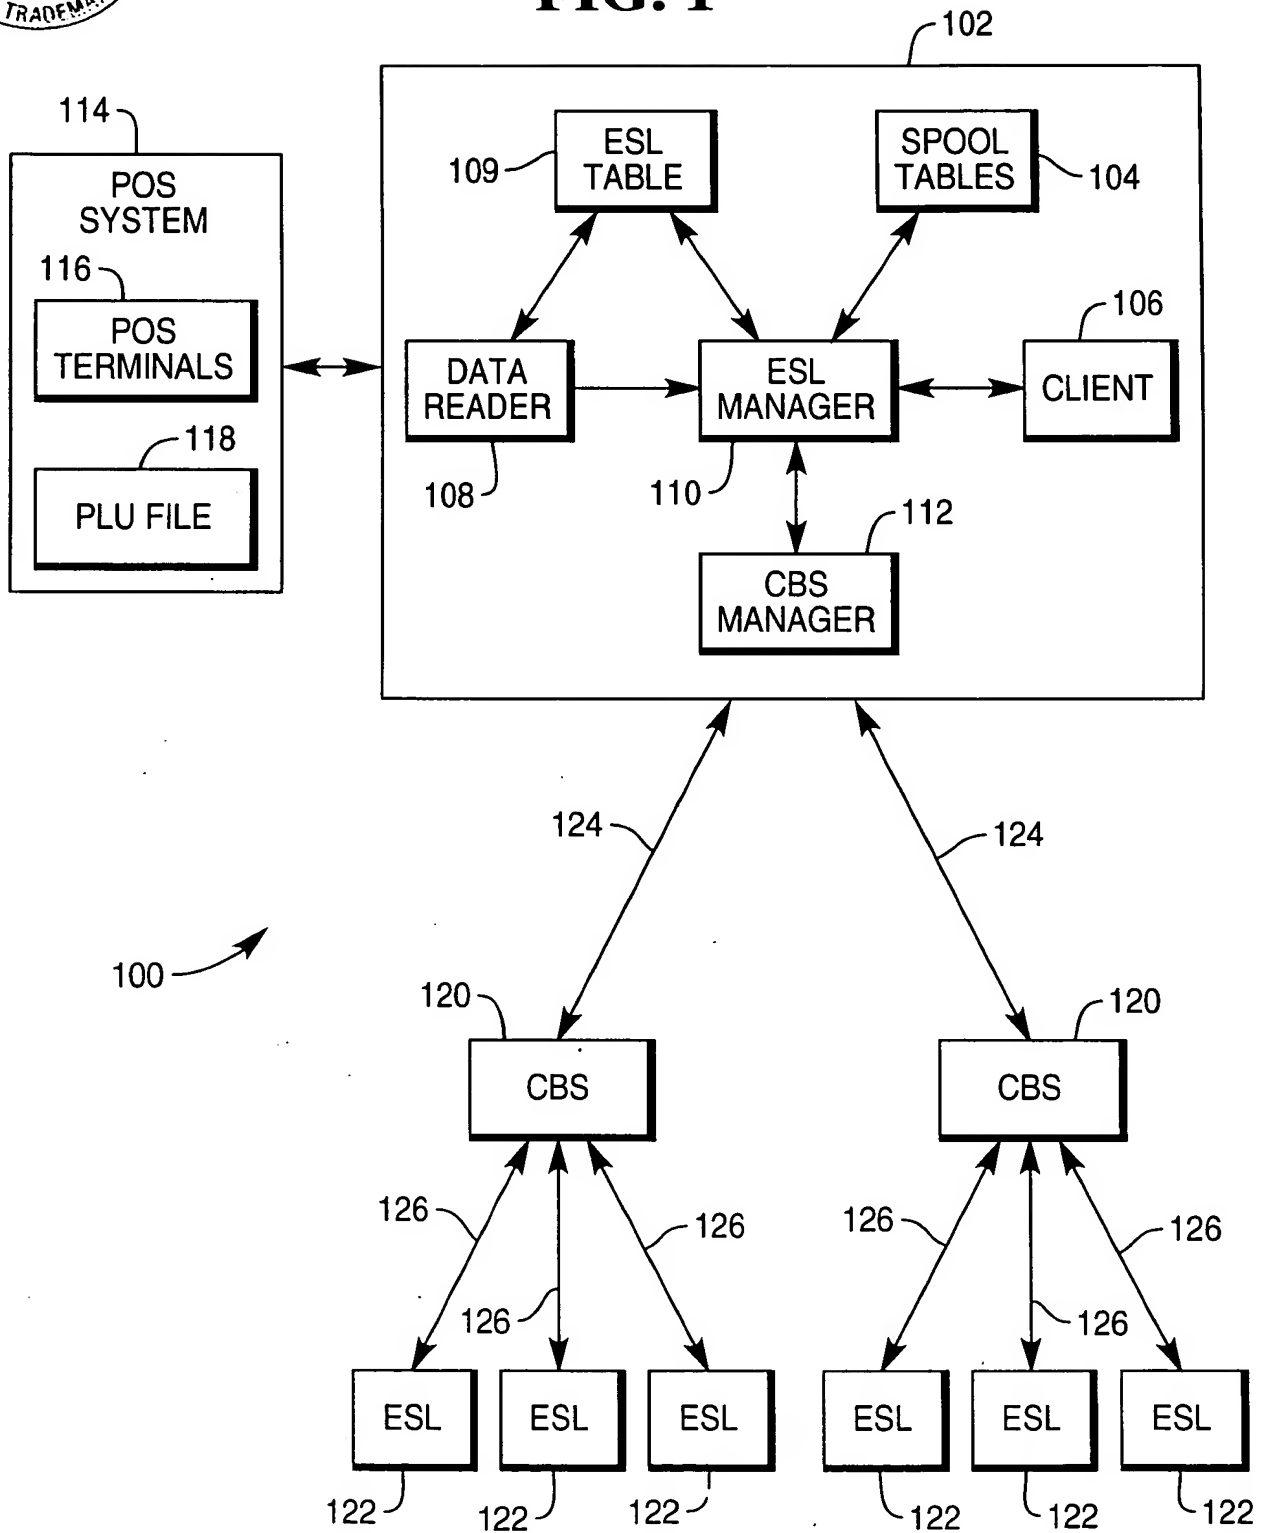 TRADEMA
FIG. 1
102
114
POS
SYSTEM
116
POS
TERMINALS
118
PLU FILE
ESL
TABLE
109
SPOOL
TABLES
104
106
DATA
READER
108
ESL
MANAGER
110
CLIENT
112
CBS
MANAGER
124
124
100
120
120
CBS
CBS
126
126
126
126
126
126
ESL
ESL
ESL
ESL
ESL
ESL
122
122
122
122
122
122